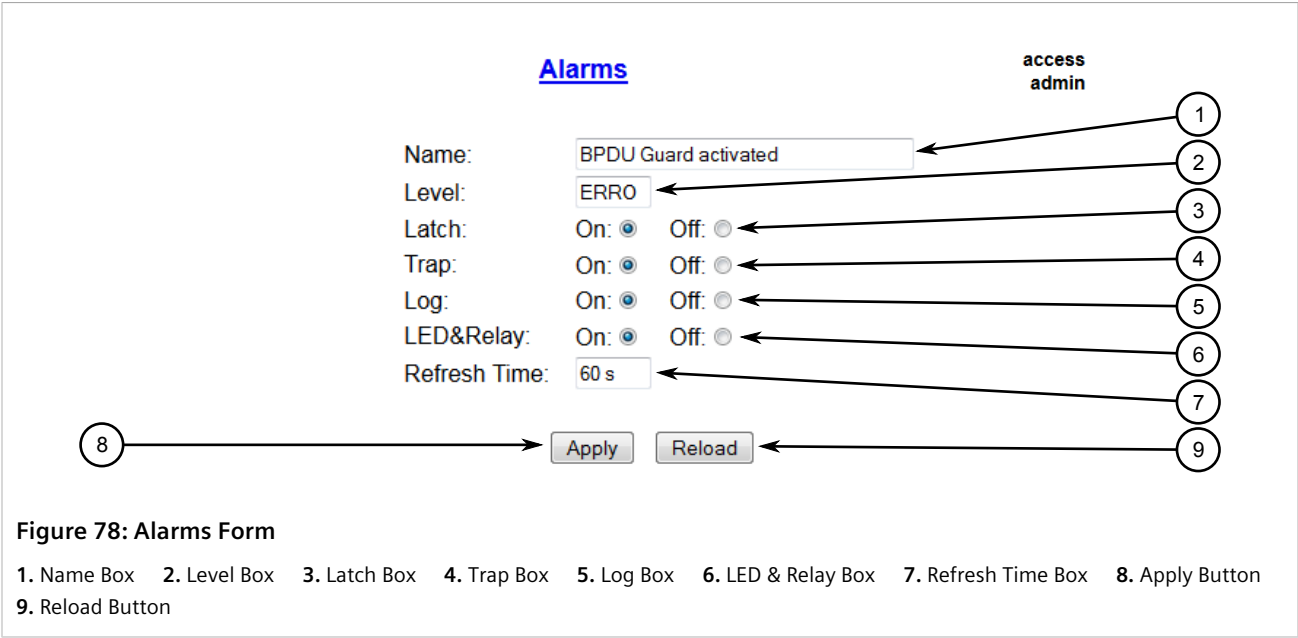 Alarms
access
admin
1
Name: BPDU Guard activated
2
Level: ERRO
3
Latch: On: Off:
4
Trap: On: Off:
5
Log: On: Off:
6
LED&Relay: On: Off:
7
Refresh Time: 60 s
8
Apply Reload
9
Figure 78: Alarms Form
1. Name Box 2. Level Box 3. Latch Box 4. Trap Box 5. Log Box 6. LED & Relay Box 7. Refresh Time Box 8. Apply Button
9. Reload Button